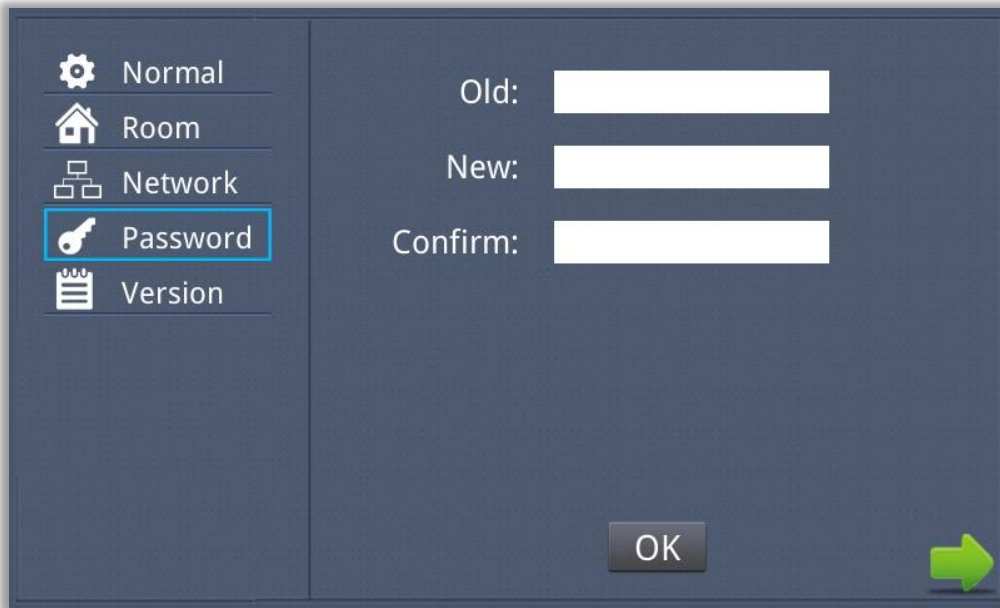 Normal
Room
Network
Password
Version
Old:
New:
Confirm:
OK